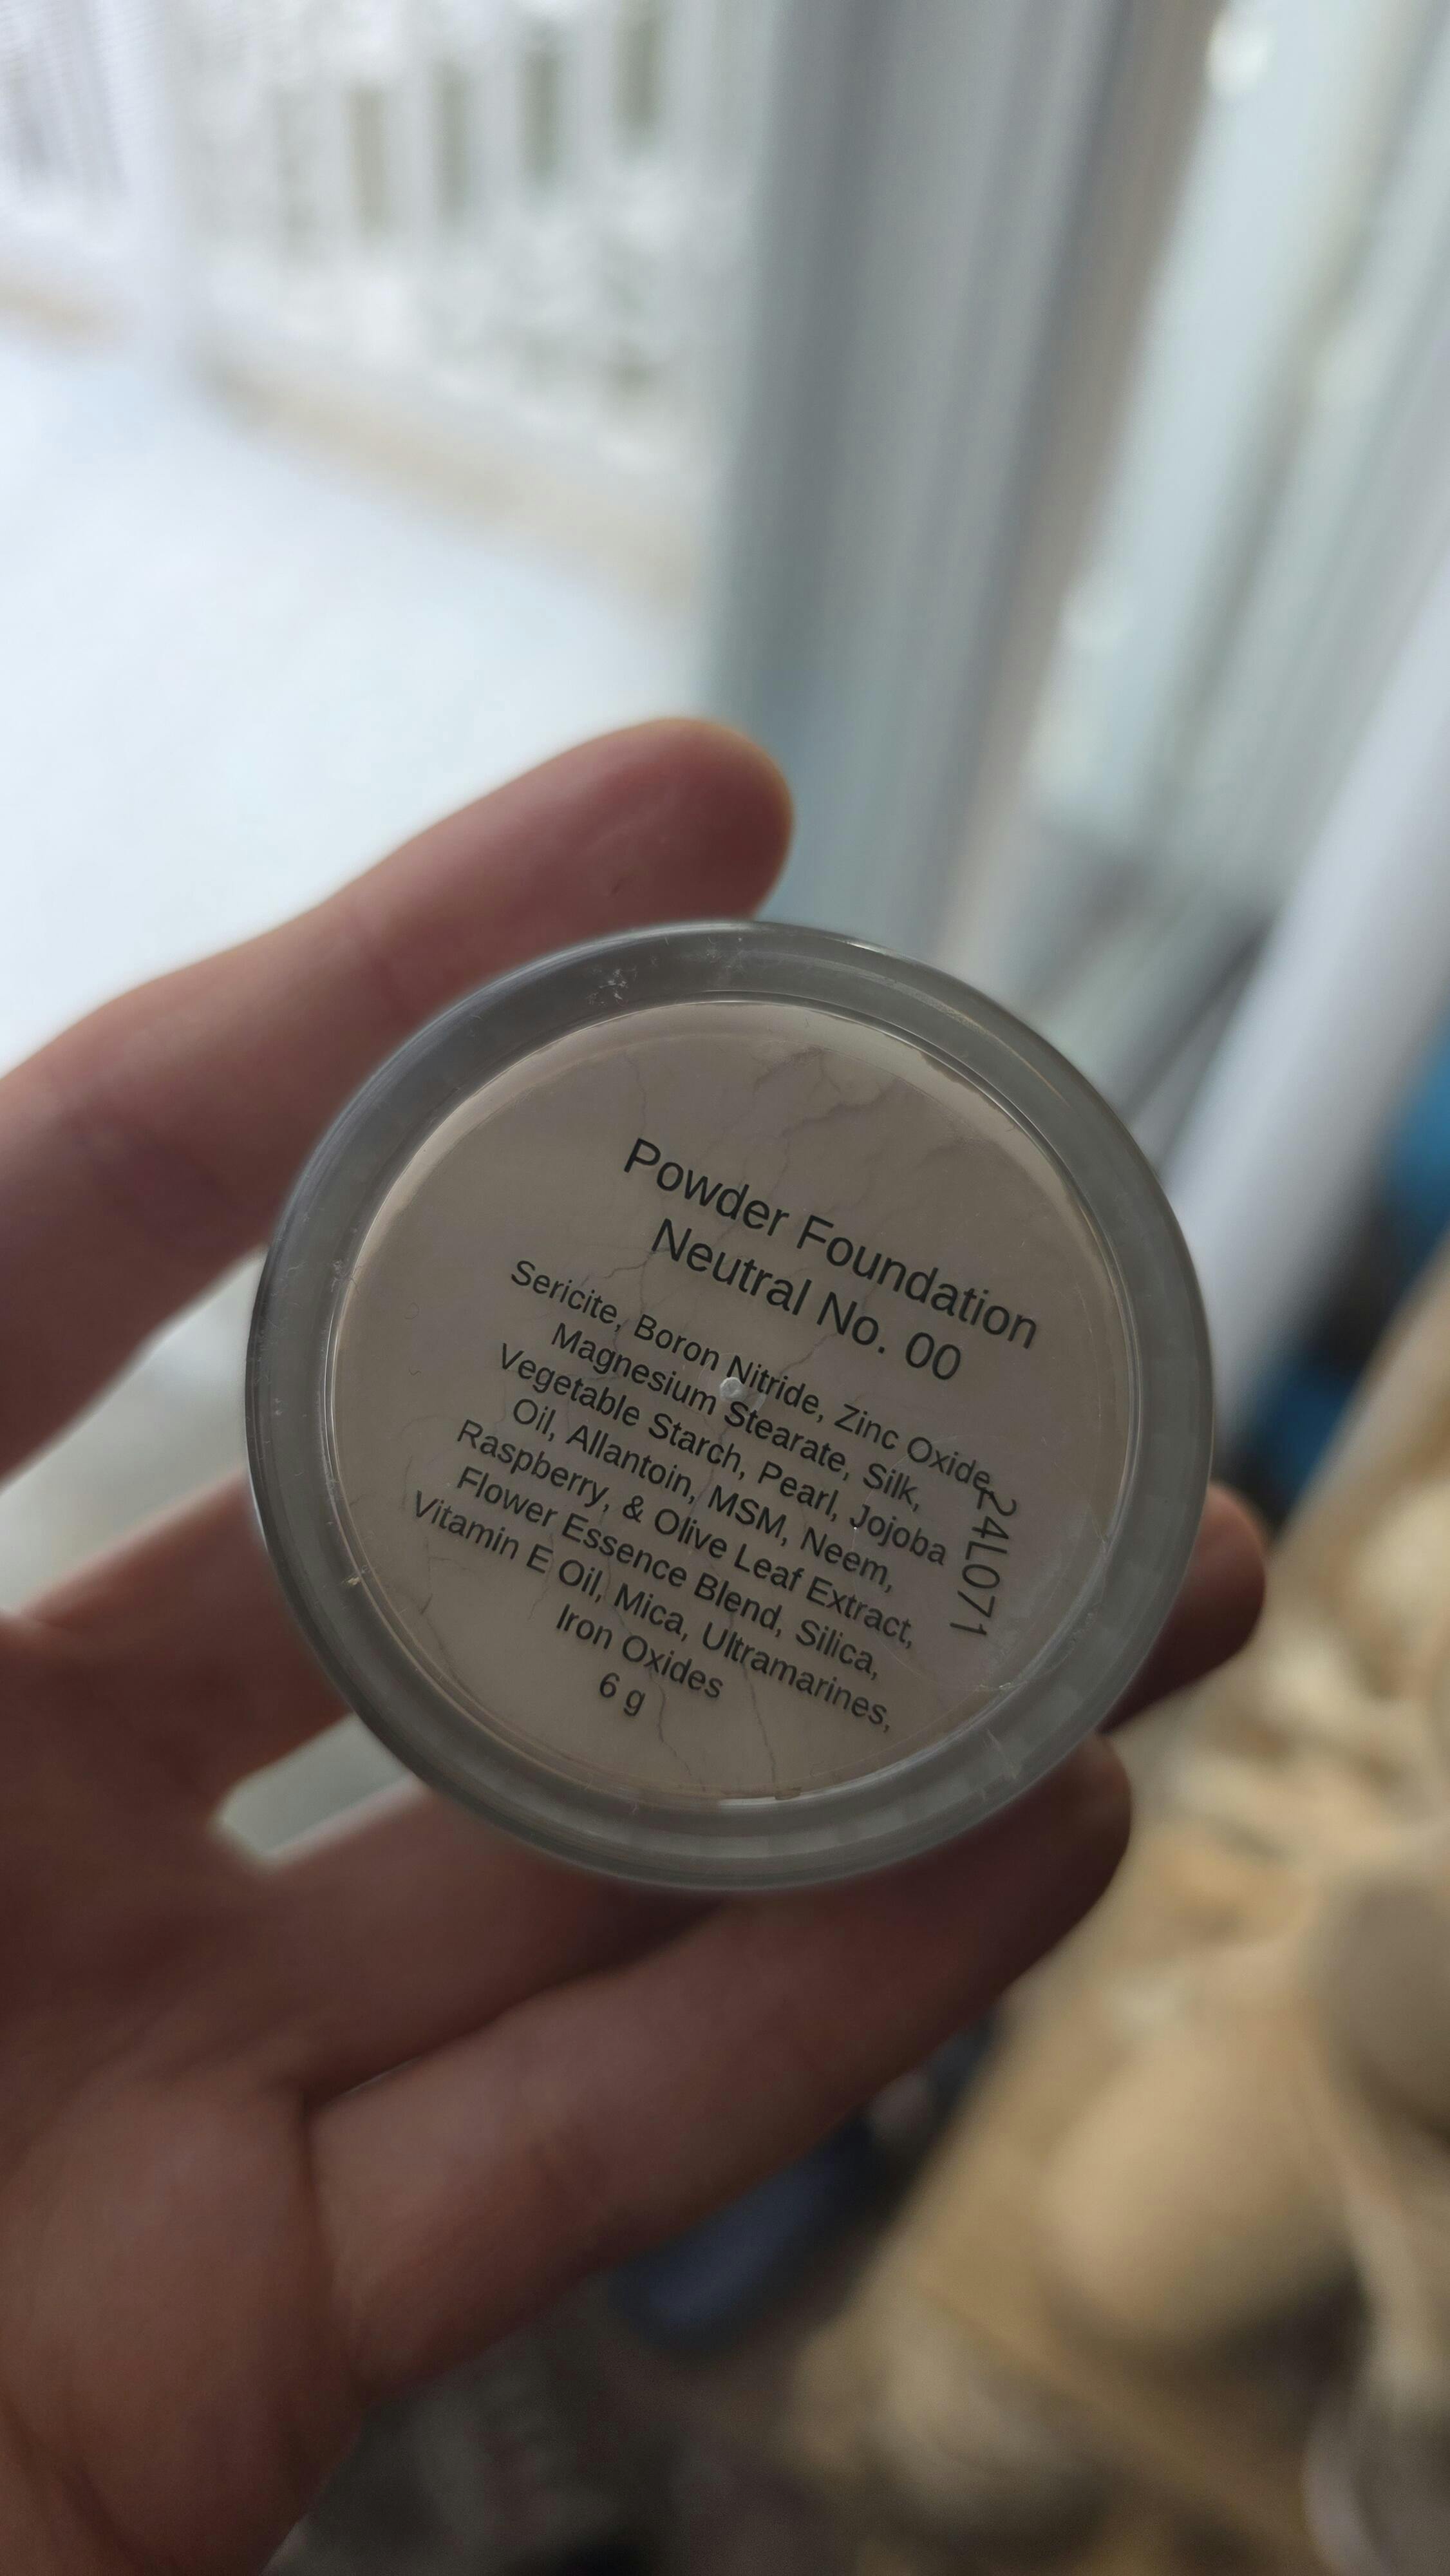 Powder Foundation
Neutral No. 00
Sericite, Boron Nitride, Zinc Oxide,
Magnesium Stearate, Silk,
Vegetable Starch, Pearl, Jojoba
Oil, Allantoin, MSM, Neem,
Raspberry, & Olive Leaf Extract,
Flower Essence Blend, Silica,
Vitamin E Oil, Mica, Ultramarines,
Iron Oxides
6 g
24L071